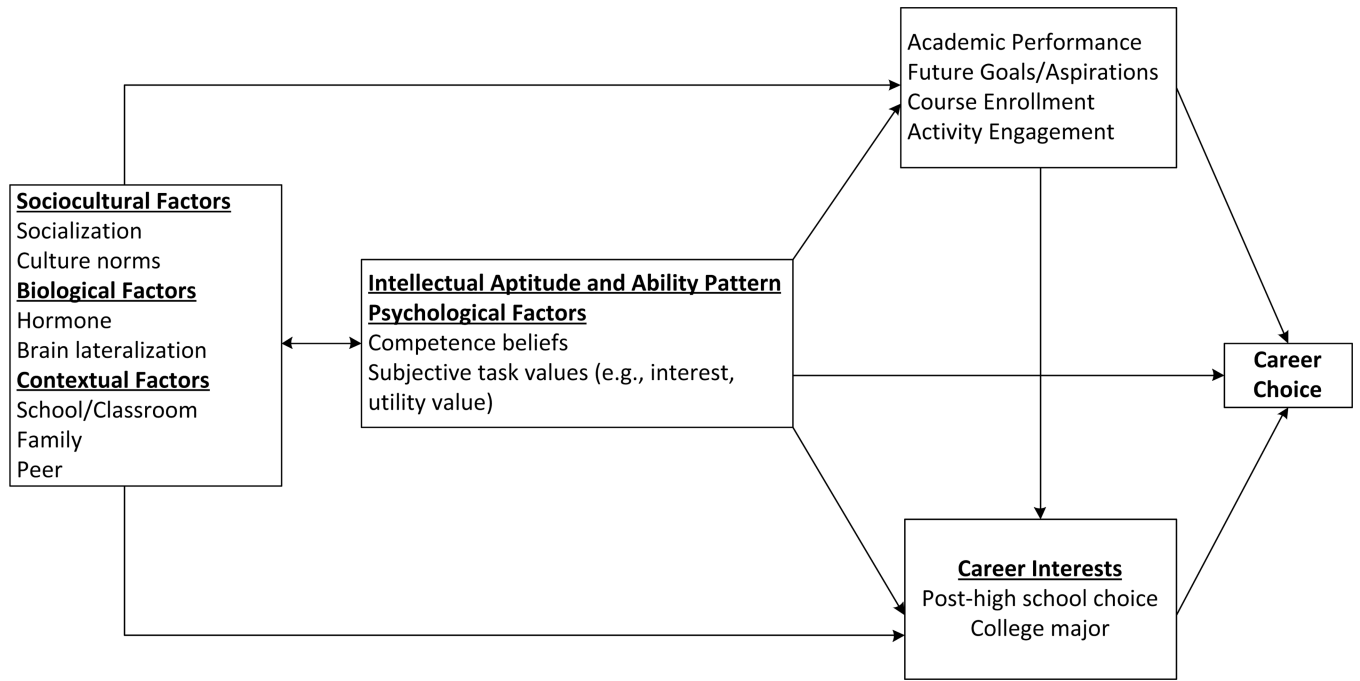 Academic Performance
Future Goals/Aspirations
Course Enrollment
Activity Engagement
Sociocultural Factors
Socialization
Culture norms
Biological Factors
Hormone
Brain lateralization
Contextual Factors
School/Classroom
Family
Peer
Intellectual Aptitude and Ability Pattern
Psychological Factors
Competence beliefs
Subjective task values (e.g., interest,
utility value)
Career
Choice
Career Interests
Post-high school choice
College major